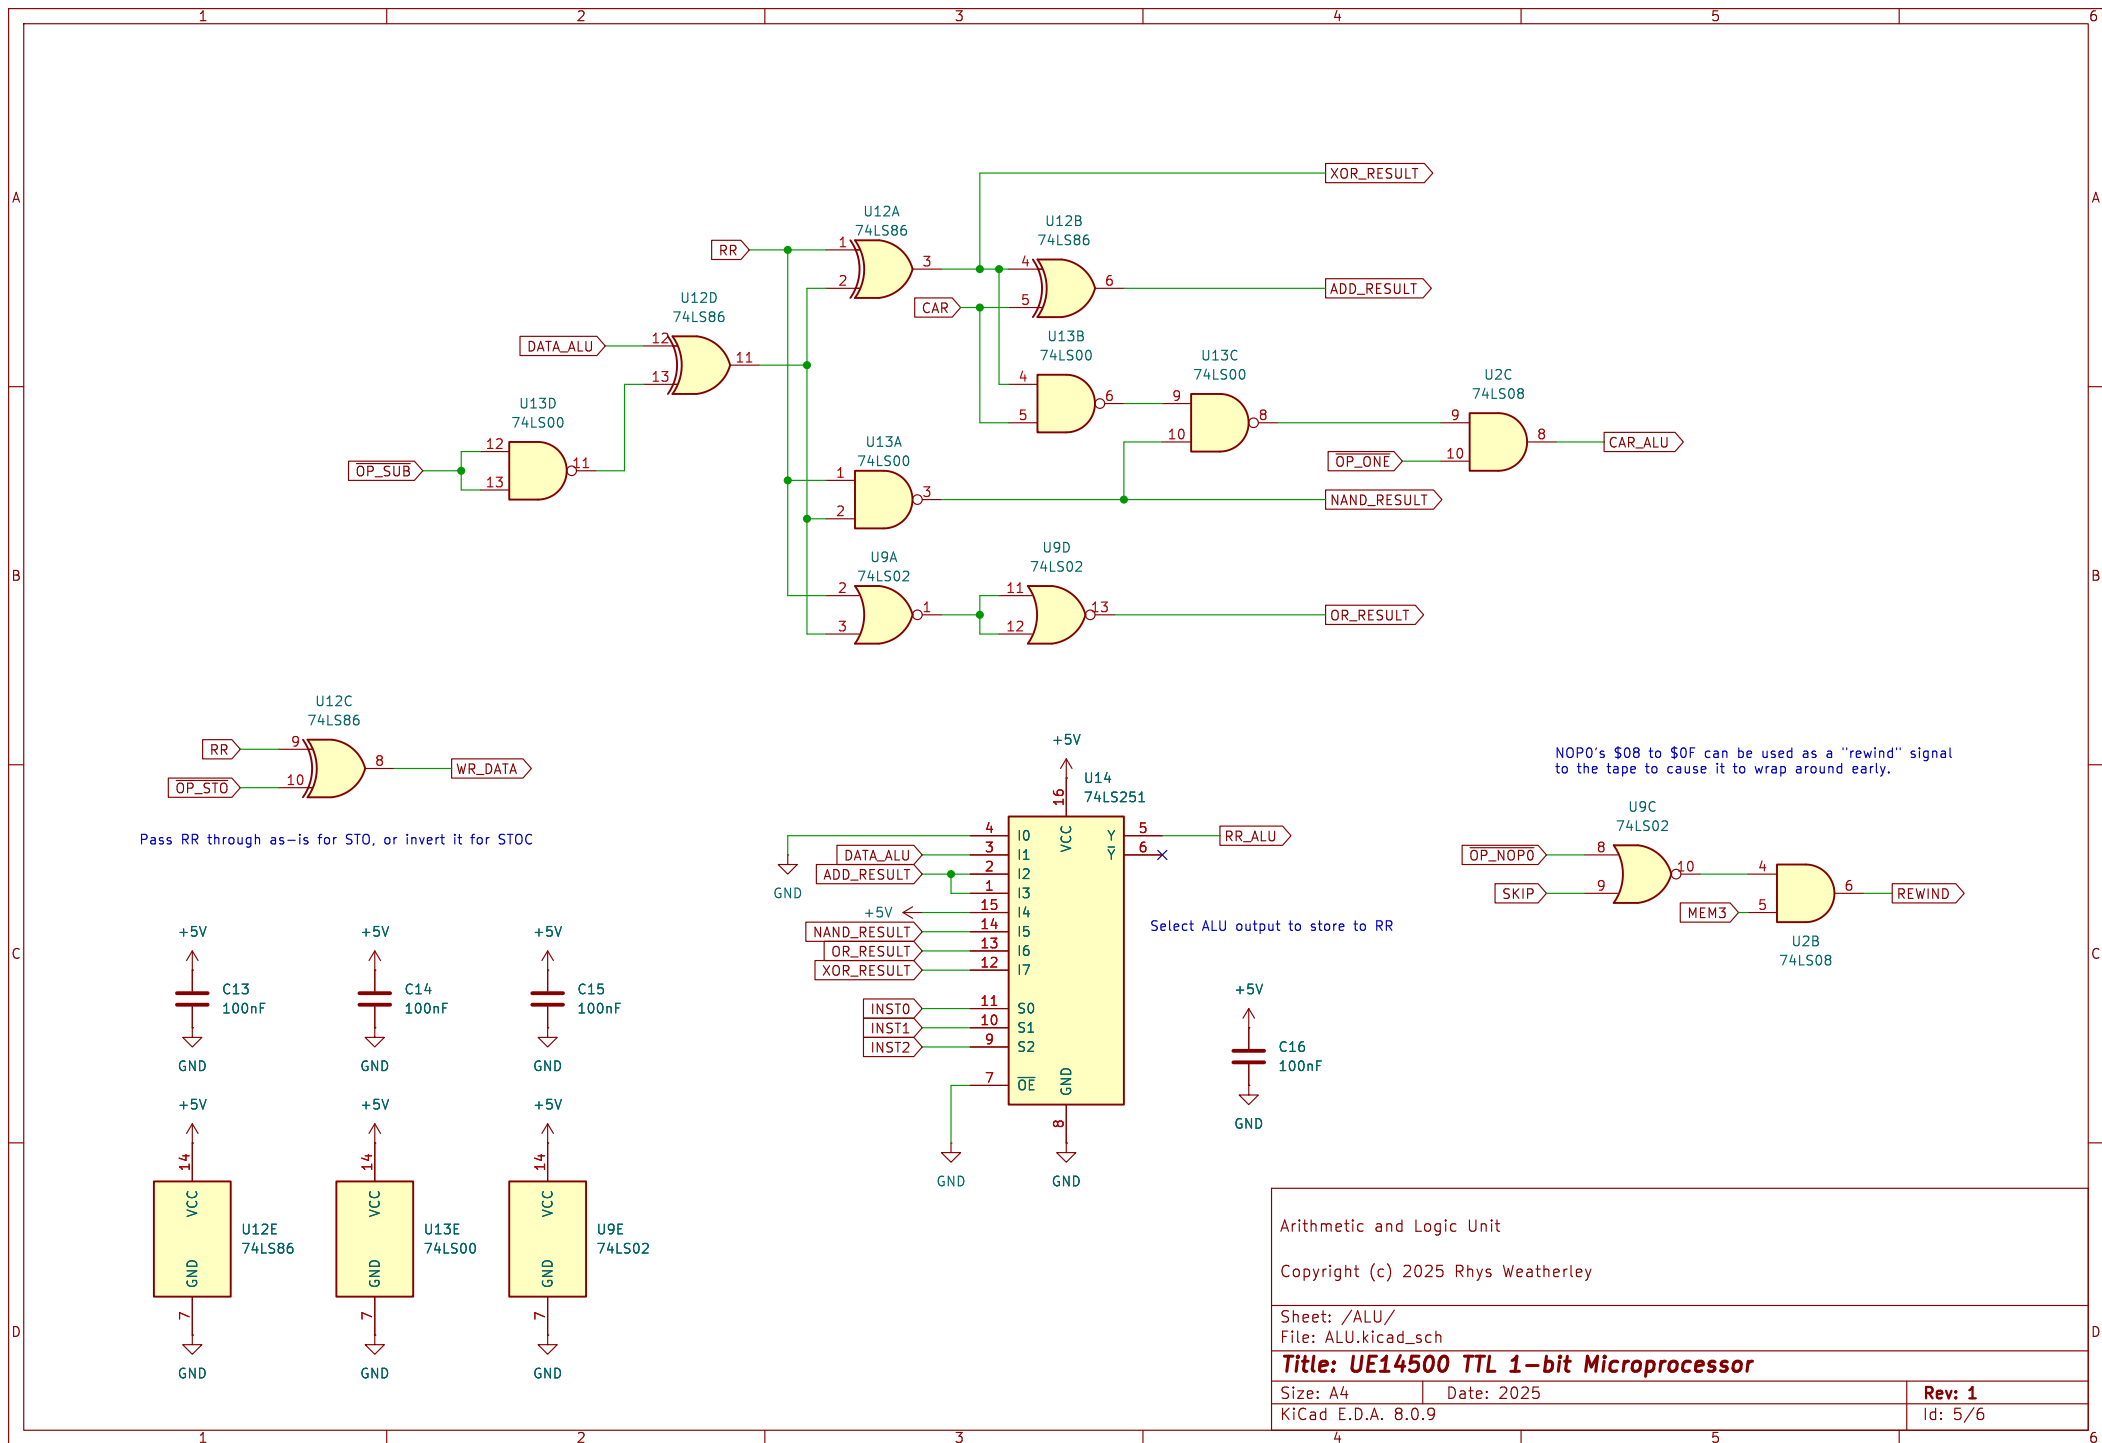 1 2 3 4 5 6
A A
XOR_RESULT
U12A
74LS86
1
2
3
RR
U12B
74LS86
4
5
6
ADD_RESULT
CAR
U12D
74LS86
12
13
11
DATA_ALU
U13B
74LS00
4
5
6
U13C
74LS00
9
10
8
U2C
74LS08
9
10
8
CAR_ALU
OP_ONE
U13D
74LS00
12
13
11
OP_SUB
U13A
74LS00
1
2
3
NAND_RESULT
B B
U9A
74LS02
2
3
1
U9D
74LS02
11
12
13
OR_RESULT
U12C
74LS86
RR
9
OP_STO
10
8
WR_DATA
Pass RR through as-is for STO, or invert it for STOC
+5V
16
U14
74LS251
VCC
4 I0
DATA_ALU 3 I1
ADD_RESULT 2 I2
1 I3
+5V 15 I4
NAND_RESULT 14 I5
OR_RESULT 13 I6
XOR_RESULT 12 I7
INST0 11 S0
INST1 10 S1
INST2 9 S2
7 OE
GND
8
GND
GND
GND
Y 5 RR_ALU
Y 6
Select ALU output to store to RR
+5V
C16
100nF
GND
NOP0's $08 to $0F can be used as a "rewind" signal
to the tape to cause it to wrap around early.
U9C
74LS02
OP_NOP0 8
SKIP 9
10
MEM3
4
5
6
REWIND
U2B
74LS08
C C
+5V +5V +5V
C13 C14 C15
100nF 100nF 100nF
GND GND GND
+5V +5V +5V
14 14 14
VCC VCC VCC
U12E U13E U9E
74LS86 74LS00 74LS02
GND GND GND
7 7 7
GND GND GND
D D
Arithmetic and Logic Unit
Copyright (c) 2025 Rhys Weatherley
Sheet: /ALU/
File: ALU.kicad_sch
Title: UE14500 TTL 1-bit Microprocessor
Size: A4 Date: 2025 Rev: 1
KiCad E.D.A. 8.0.9 Id: 5/6
1 2 3 4 5 6